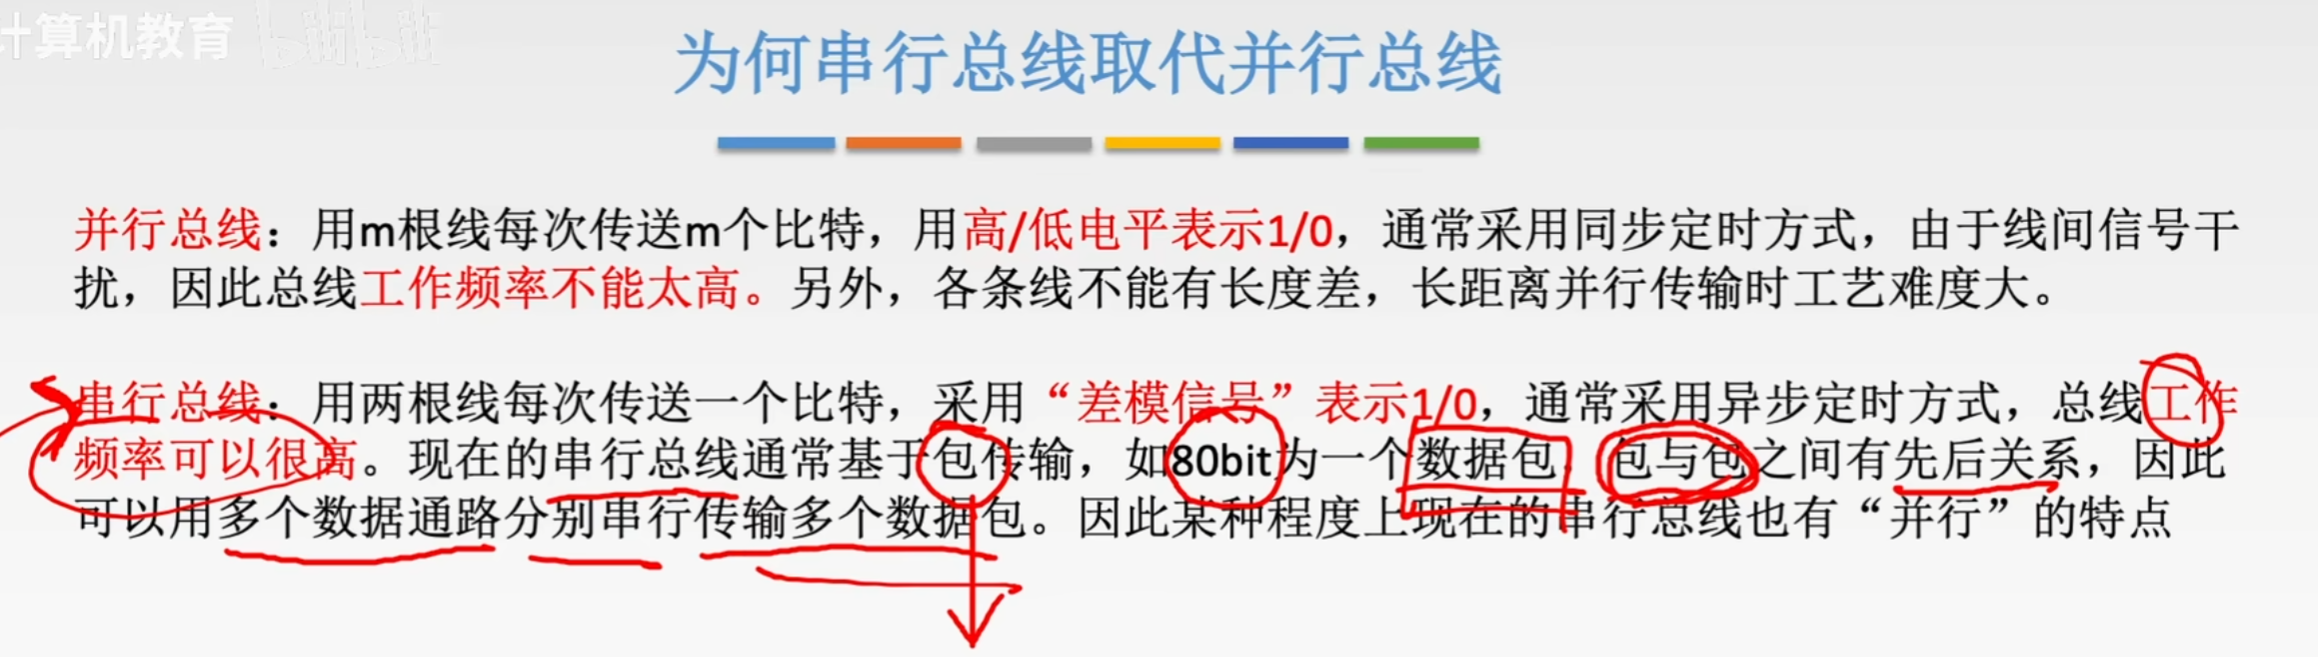 计算机教育 bilibili
为何串行总线取代并行总线
并行总线：用m根线每次传送m个比特，用高/低电平表示1/0，通常采用同步定时方式，由于线间信号干
扰，因此总线工作频率不能太高。另外，各条线不能有长度差，长距离并行传输时工艺难度大。
串行总线：用两根线每次传送一个比特，采用“差模信号”表示1/0，通常采用异步定时方式，总线工作
频率可以很高。现在的串行总线通常基于包传输，如80bit为一个数据包，包与包之间有先后关系，因此
可以用多个数据通路分别串行传输多个数据包。因此某种程度上现在的串行总线也有“并行”的特点